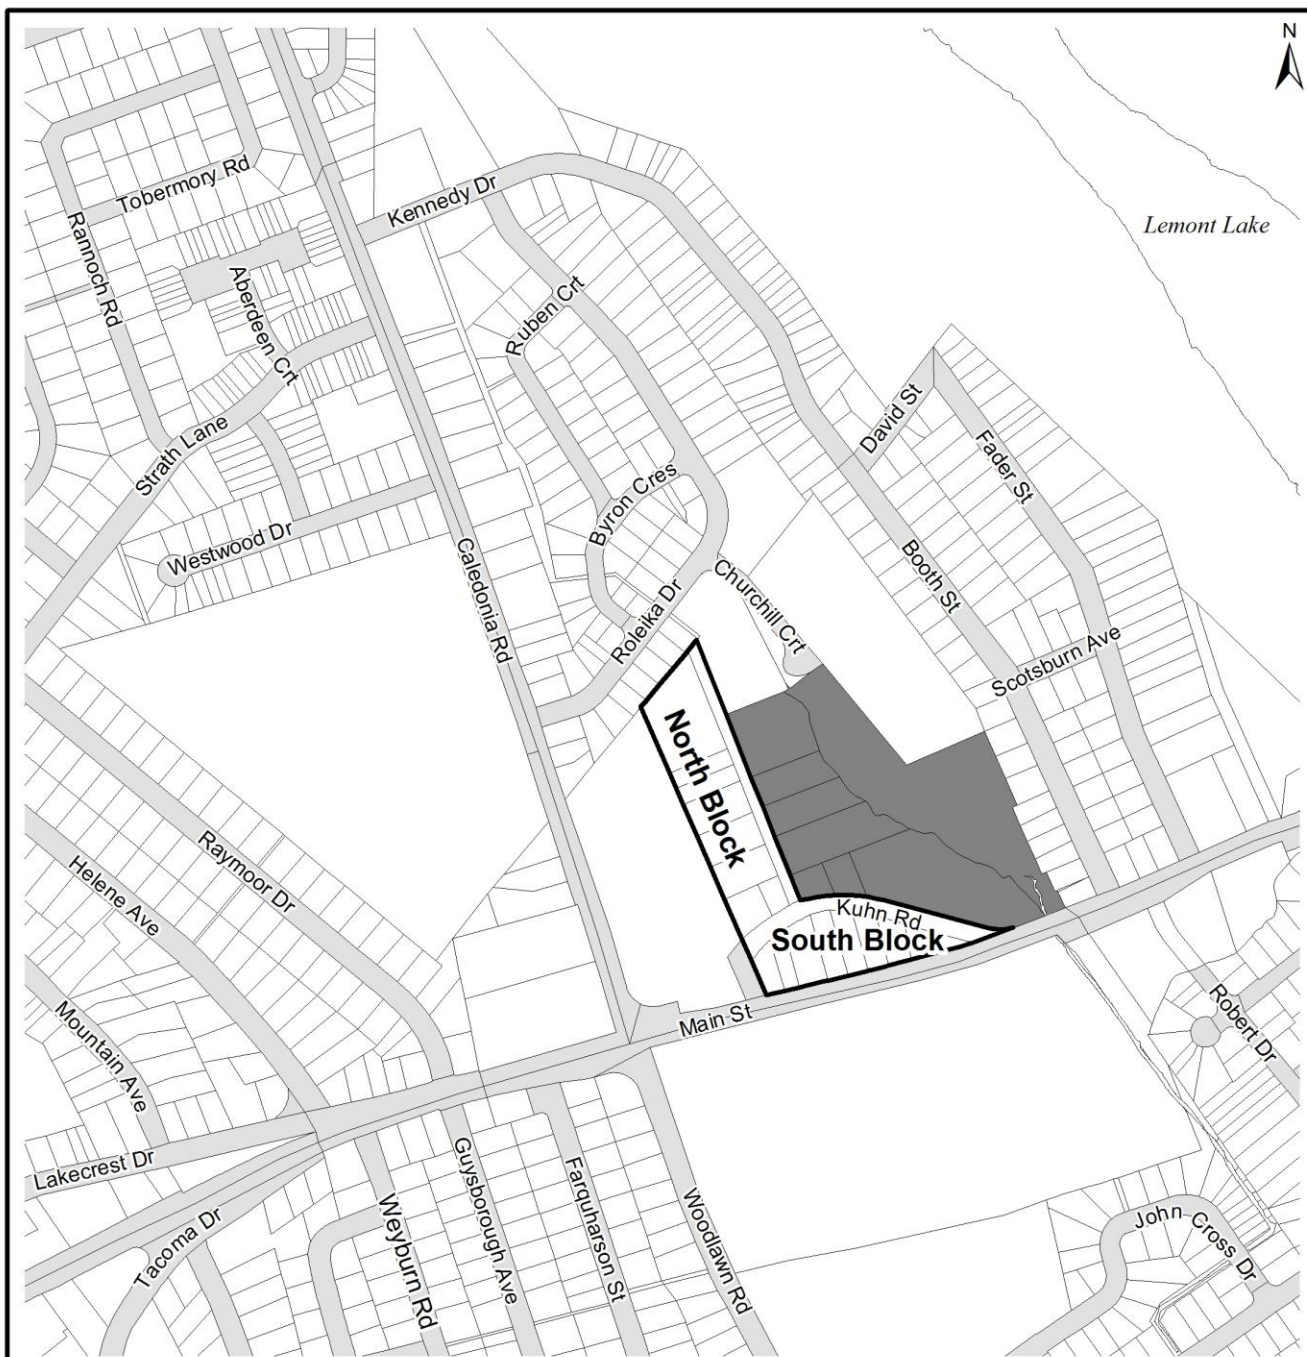 N
Tobermory Rd
Kennedy Dr
Lemont Lake
Rannoch Rd
Aberdeen Crt
Ruben Crt
David St
Strath Lane
Fader St
Byron Cres
Westwood Dr
Caledonia Rd
Booth St
Churchill Crt
Roleika Dr
Scotsburn Ave
North Block
Raymoor Dr
Helene Ave
Kuhn Rd
South Block
Main St
Mountain Ave
Robert Dr
Lakecrest Dr
Guysborough Ave
Farquharson St
Woodlawn Rd
Weyburn Rd
Tacoma Dr
John Cross Dr